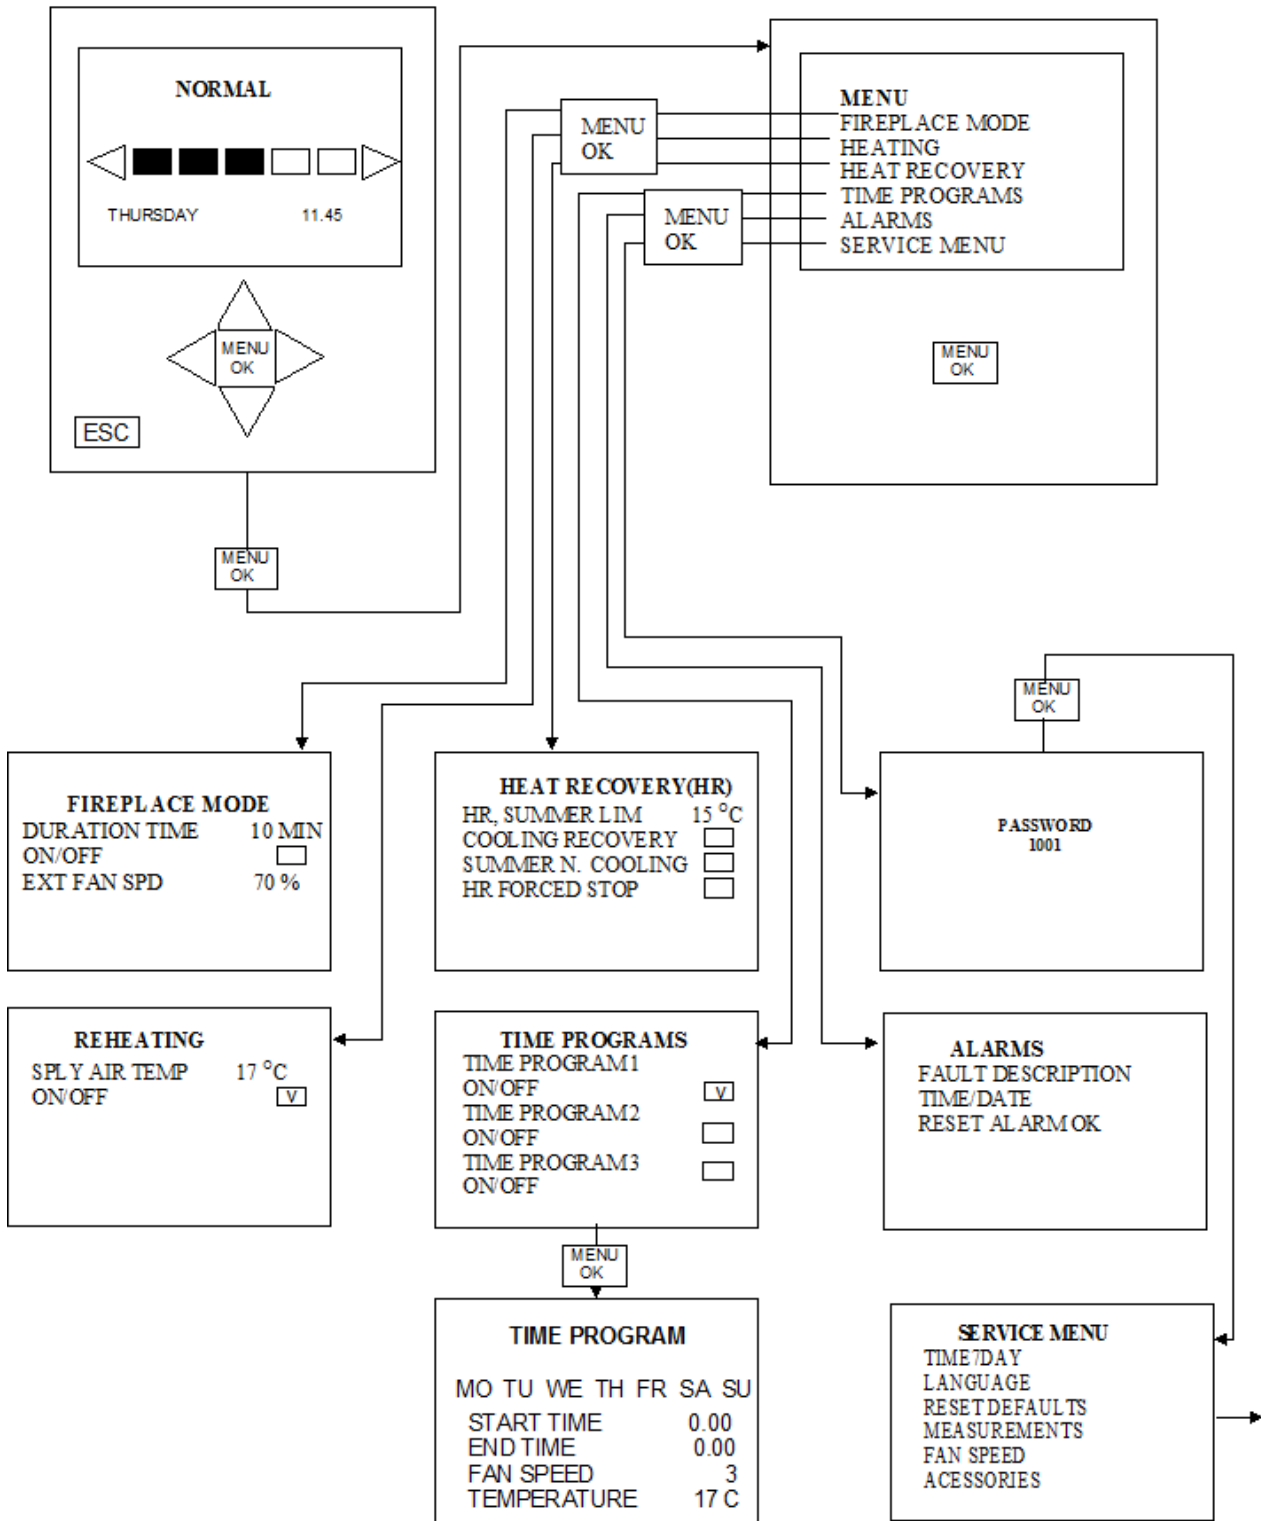 NORMAL
THURSDAY 11.45
MENU
OK
ESC
MENU
OK
MENU
OK
MENU
OK
MENU
FIREPLACE MODE
HEATING
HEAT RECOVERY
TIME PROGRAMS
ALARMS
SERVICE MENU
MENU
OK
MENU
OK
FIREPLACE MODE
DURATION TIME 10 MIN
ON/OFF
EXT FAN SPD 70 %
HEAT RECOVERY(HR)
HR, SUMMER LIM 15 °C
COOLING RECOVERY
SUMMER N. COOLING
HR FORCED STOP
PASSWORD
1001
REHEATING
SPLY AIR TEMP 17 °C
ON/OFF V
TIME PROGRAMS
TIME PROGRAM 1
ON/OFF V
TIME PROGRAM 2
ON/OFF
TIME PROGRAM 3
ON/OFF
ALARMS
FAULT DESCRIPTION
TIME/DATE
RESET ALARM OK
MENU
OK
TIME PROGRAM
MO TU WE TH FR SA SU
START TIME 0.00
END TIME 0.00
FAN SPEED 3
TEMPERATURE 17 C
SERVICE MENU
TIME7DAY
LANGUAGE
RESET DEFAULTS
MEASUREMENTS
FAN SPEED
ACESSORIES